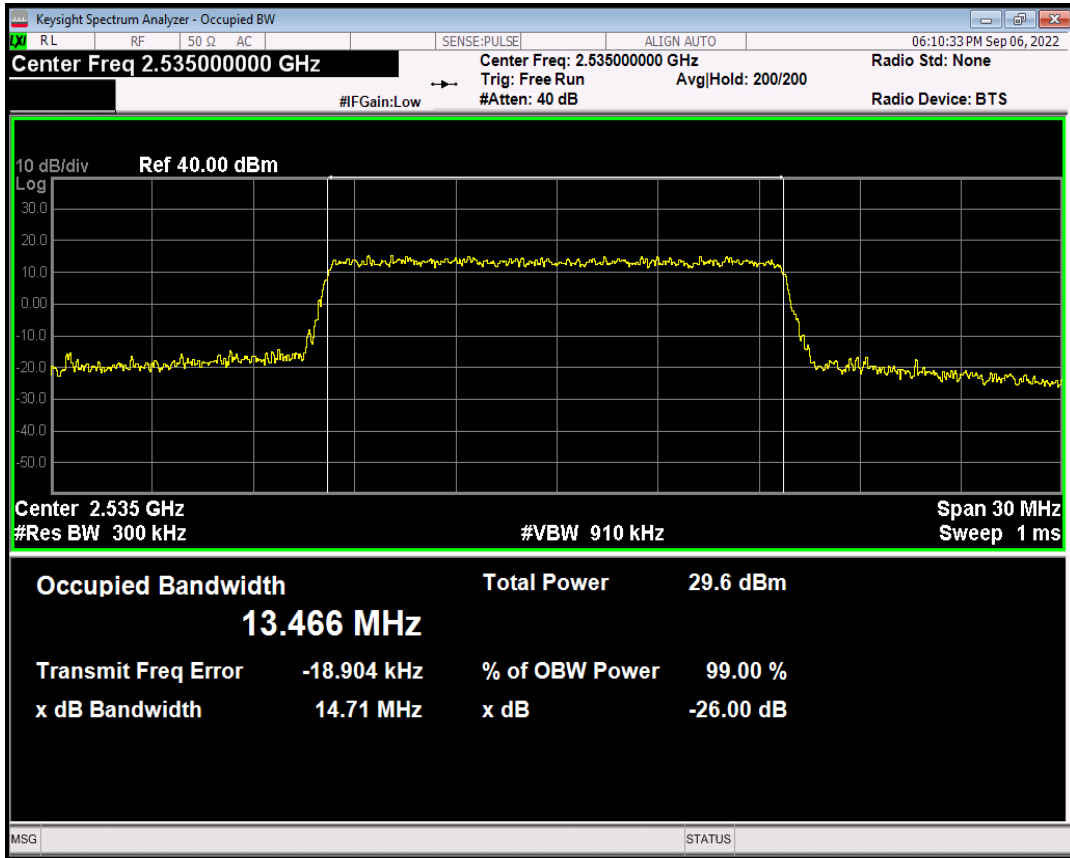 Keysight Spectrum Analyzer - Occupied BW
LXI RL RF 50 Ω AC SENSE:PULSE ALIGN AUTO 06:10:33 PM Sep 06, 2022
Center Freq 2.535000000 GHz Center Freq: 2.535000000 GHz Radio Std: None
Trig: Free Run Avg|Hold: 200/200
#IFGain:Low #Atten: 40 dB Radio Device: BTS
10 dB/div Ref 40.00 dBm
Log
30.0
20.0
10.0
0.00
-10.0
-20.0
-30.0
-40.0
-50.0
Center 2.535 GHz Span 30 MHz
#Res BW 300 kHz #VBW 910 kHz Sweep 1 ms
Occupied Bandwidth Total Power 29.6 dBm
13.466 MHz
Transmit Freq Error -18.904 kHz % of OBW Power 99.00 %
x dB Bandwidth 14.71 MHz x dB -26.00 dB
MSG STATUS